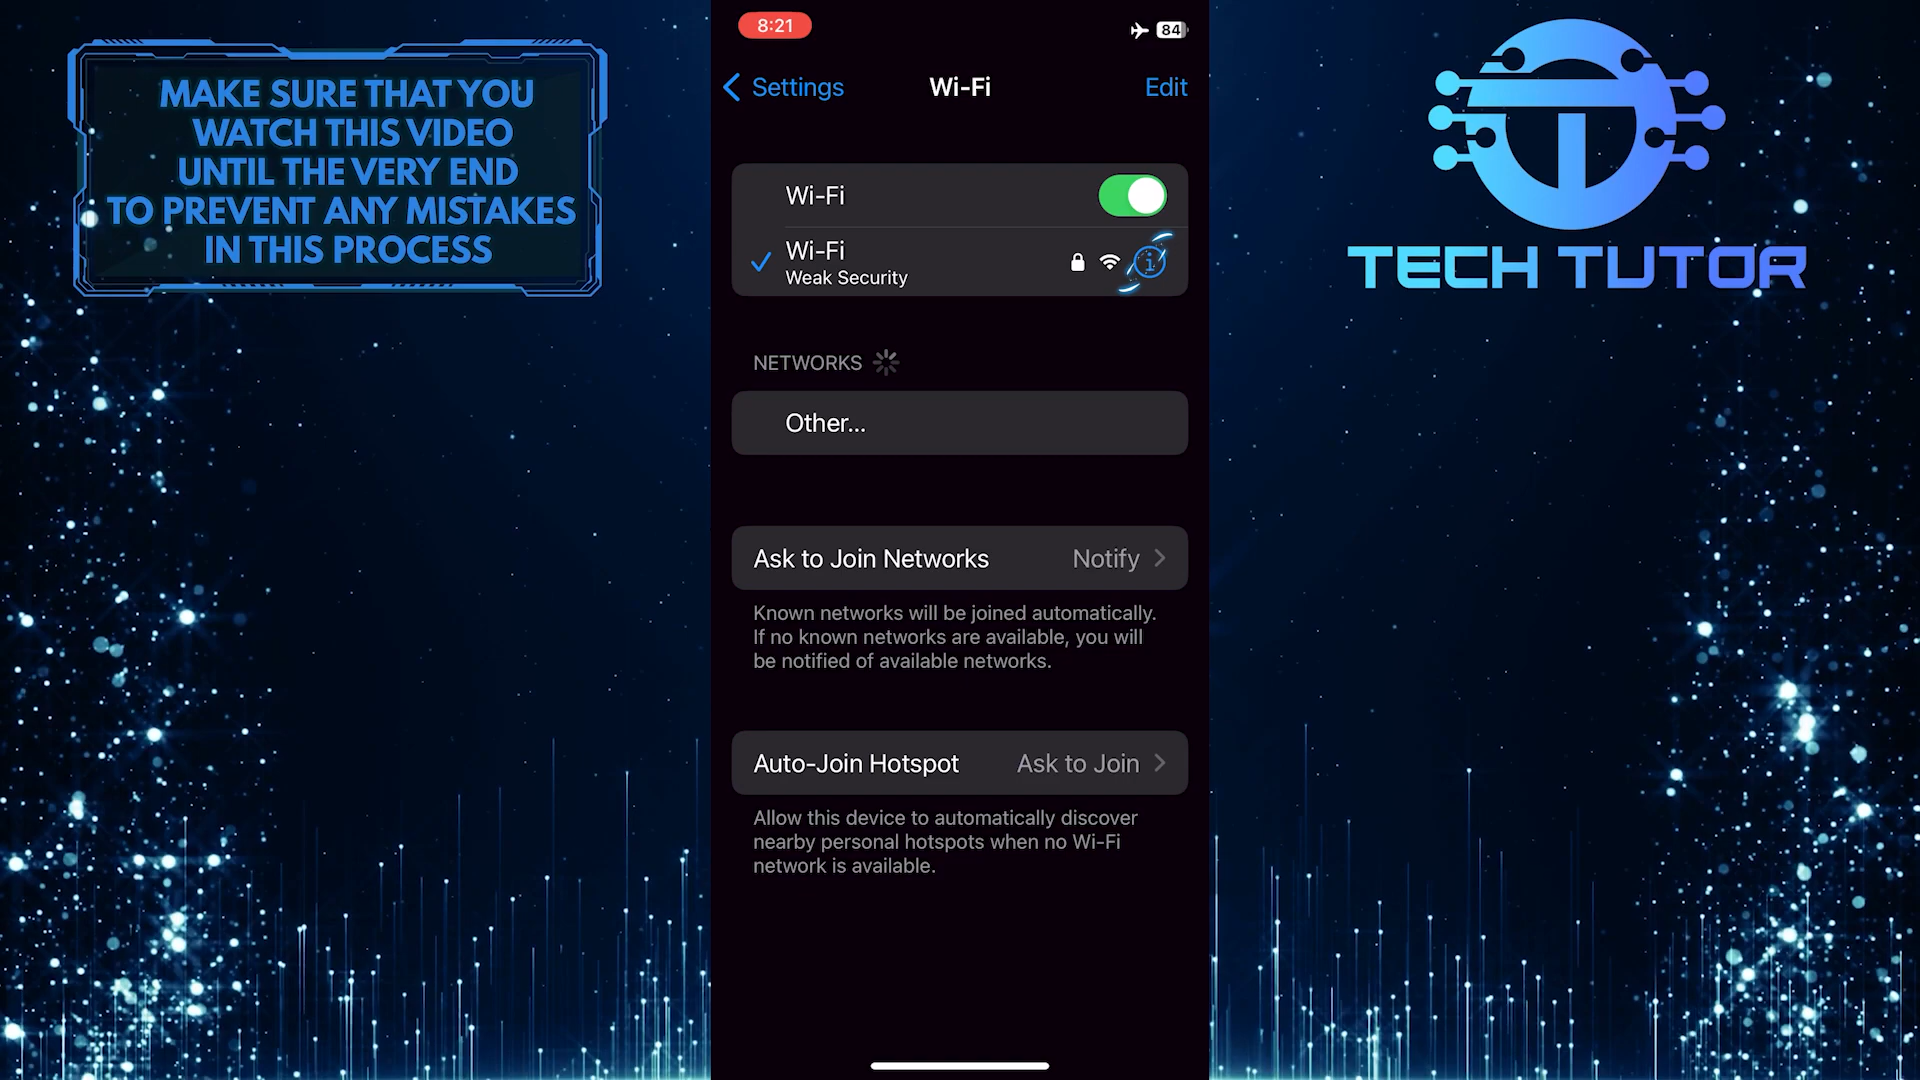 MAKE SURE THAT YOU
WATCH THIS VIDEO
UNTIL THE VERY END
TO PREVENT ANY MISTAKES
IN THIS PROCESS
8:21
84
Settings
Wi-Fi
Edit
Wi-Fi
Wi-Fi
Weak Security
NETWORKS
Other...
Ask to Join Networks Notify
Known networks will be joined automatically.
If no known networks are available, you will
be notified of available networks.
Auto-Join Hotspot Ask to Join
Allow this device to automatically discover
nearby personal hotspots when no Wi-Fi
network is available.
TECH TUTOR